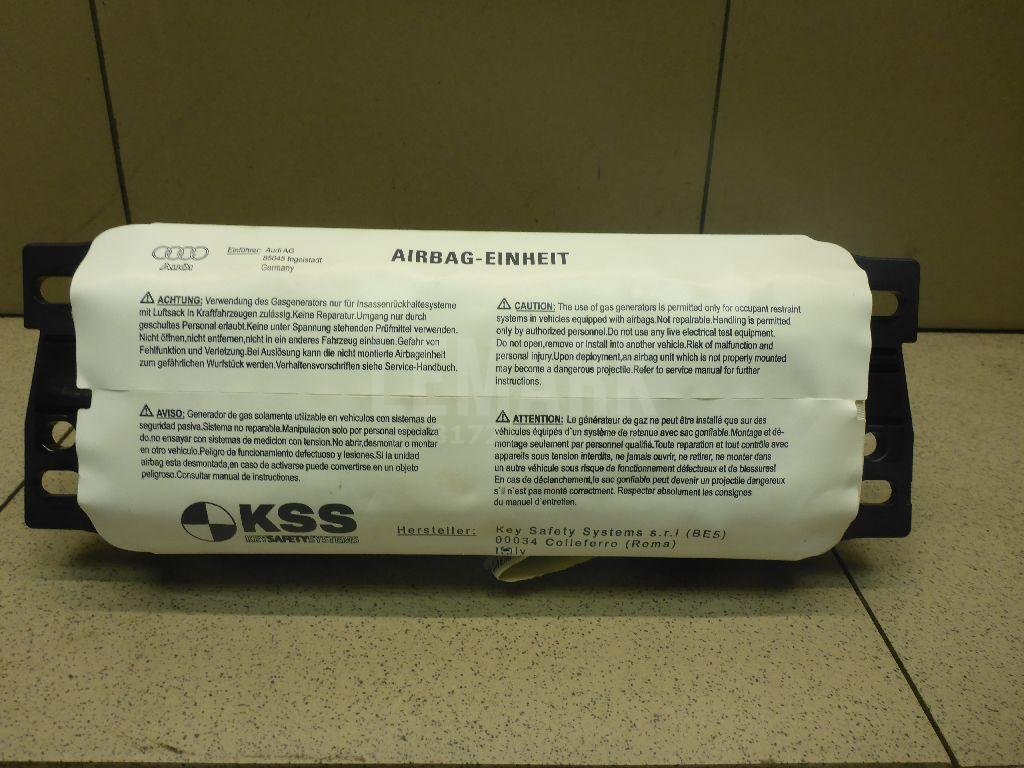 Audi
Einführer: Audi AG
85045 Ingolstadt
Germany
AIRBAG-EINHEIT
⚠ ACHTUNG: Verwendung des Gasgenerators nur für Insassenrückhaltesysteme
mit Luftsack in Kraftfahrzeugen zulässig.Keine Reparatur.Umgang nur durch
geschultes Personal erlaubt.Keine unter Spannung stehenden Prüfmittel verwenden.
Nicht öffnen,nicht entfernen,nicht in ein anderes Fahrzeug einbauen.Gefahr von
Fehlfunktion und Verletzung.Bei Auslösung kann die nicht montierte Airbageinheit
zum gefährlichen Wurfstück werden.Verhaltensvorschriften siehe Service-Handbuch.
⚠ CAUTION: The use of gas generators is permitted only for occupant restraint
systems in vehicles equipped with airbags.Not repairable.Handling is permitted
only by authorized personnel.Do not use any live electrical test equipment.
Do not open,remove or install into another vehicle.Risk of malfunction and
personal injury.Upon deployment,an airbag unit which is not properly mounted
may become a dangerous projectile.Refer to service manual for further
instructions.
⚠ AVISO: Generador de gas solamente utilizable en vehiculos con sistemas de
seguridad pasiva.Sistema no reparable.Manipulacion solo por personal especializa
do.no ensayar con sistemas de medicion con tension.No abrir,desmontar o montar
en otro vehiculo.Peligro de funcionamiento defectuoso y lesiones.Si la unidad
airbag esta desmontada,en caso de activarse puede convertirse en un objeto
peligroso.Consultar manual de instructiones.
⚠ ATTENTION: Le générateur de gaz ne peut être installé que sur des
véhicules équipés d'un système de retenue avec sac gonflable.Montage et dé-
montage seulement par personnel qualifié.Toute reparation et tout contrôle avec
appareils sous tension interdits, ne jamais ouvrir, ne retirer, ne monter dans
un autre véhicule sous risque de fonctionnement défectueux et de blessures!
En cas de déclenchement,le sac gonflable peut devenir un projectile dangereux
s'il n'est pas monté correctment. Respecter absolument les consignes
du manuel d'entretien.
KSS
KEYSAFETYSYSTEMS
Hersteller: Key Safety Systems s.r.l (BE5)
00034 Colleferro (Roma)
Italy
LEMARK